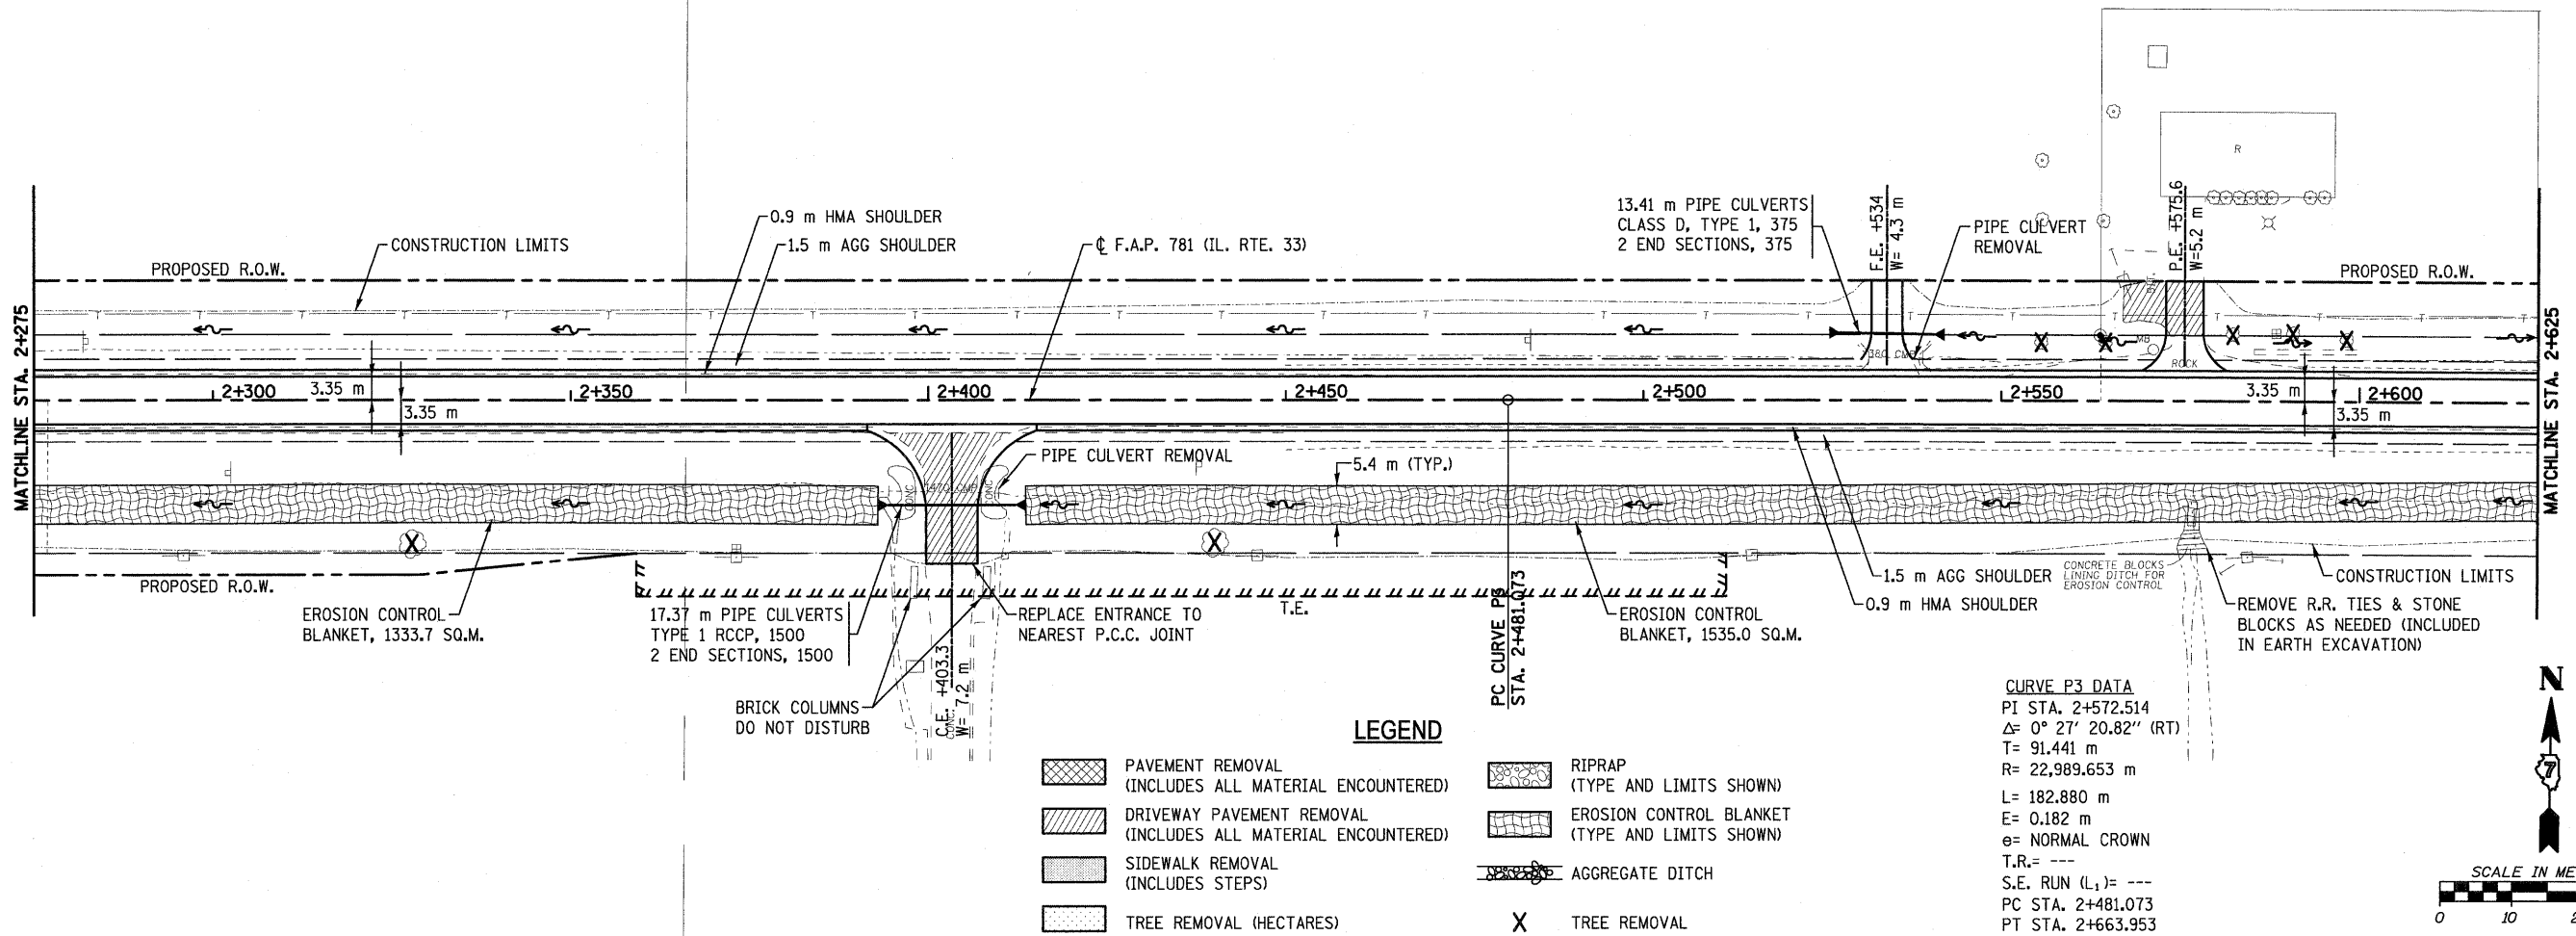 MATCHLINE STA. 2+275
PROPOSED R.O.W.
CONSTRUCTION LIMITS
0.9 m HMA SHOULDER
1.5 m AGG SHOULDER
℄ F.A.P. 781 (IL. RTE. 33)
13.41 m PIPE CULVERTS
CLASS D, TYPE 1, 375
2 END SECTIONS, 375
F.E. +534
W= 4.3 m
PIPE CULVERT
REMOVAL
P.E. +575.6
W=5.2 m
R
PROPOSED R.O.W.
MATCHLINE STA. 2+625
380 CMP
MB
ROCK
2+300
3.35 m
3.35 m
2+350
2+400
2+450
2+500
2+550
3.35 m
3.35 m
2+600
PIPE CULVERT REMOVAL
CONC
CONC
5.4 m (TYP.)
PROPOSED R.O.W.
EROSION CONTROL
BLANKET, 1333.7 SQ.M.
17.37 m PIPE CULVERTS
TYPE 1 RCCP, 1500
2 END SECTIONS, 1500
BRICK COLUMNS
DO NOT DISTURB
C.E. +403.3
CONC.
W= 7.2 m
REPLACE ENTRANCE TO
NEAREST P.C.C. JOINT
T.E.
PC CURVE P3
STA. 2+481.073
EROSION CONTROL
BLANKET, 1535.0 SQ.M.
1.5 m AGG SHOULDER
0.9 m HMA SHOULDER
CONCRETE BLOCKS
LINING DITCH FOR
EROSION CONTROL
CONSTRUCTION LIMITS
REMOVE R.R. TIES & STONE
BLOCKS AS NEEDED (INCLUDED
IN EARTH EXCAVATION)
LEGEND
PAVEMENT REMOVAL
(INCLUDES ALL MATERIAL ENCOUNTERED)
DRIVEWAY PAVEMENT REMOVAL
(INCLUDES ALL MATERIAL ENCOUNTERED)
SIDEWALK REMOVAL
(INCLUDES STEPS)
TREE REMOVAL (HECTARES)
RIPRAP
(TYPE AND LIMITS SHOWN)
EROSION CONTROL BLANKET
(TYPE AND LIMITS SHOWN)
AGGREGATE DITCH
X TREE REMOVAL
CURVE P3 DATA
PI STA. 2+572.514
Δ= 0° 27' 20.82'' (RT)
T= 91.441 m
R= 22,989.653 m
L= 182.880 m
E= 0.182 m
e= NORMAL CROWN
T.R.= ---
S.E. RUN (L₁)= ---
PC STA. 2+481.073
PT STA. 2+663.953
N
7
SCALE IN ME
0 10 2